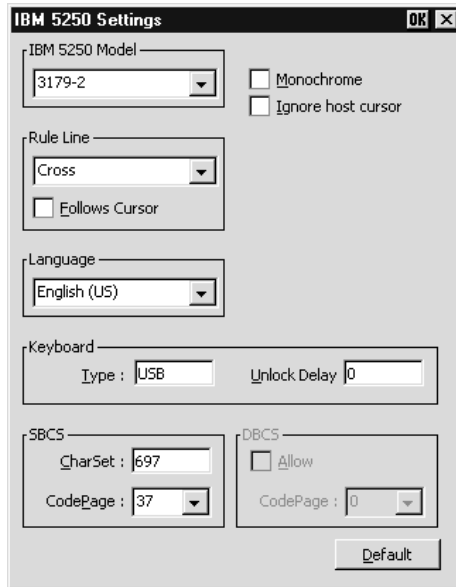 IBM 5250 Settings OK
IBM 5250 Model
3179-2
Monochrome
Ignore host cursor
Rule Line
Cross
Follows Cursor
Language
English (US)
Keyboard
Type : USB Unlock Delay 0
SBCS
CharSet : 697
CodePage : 37
DBCS
Allow
CodePage : 0
Default